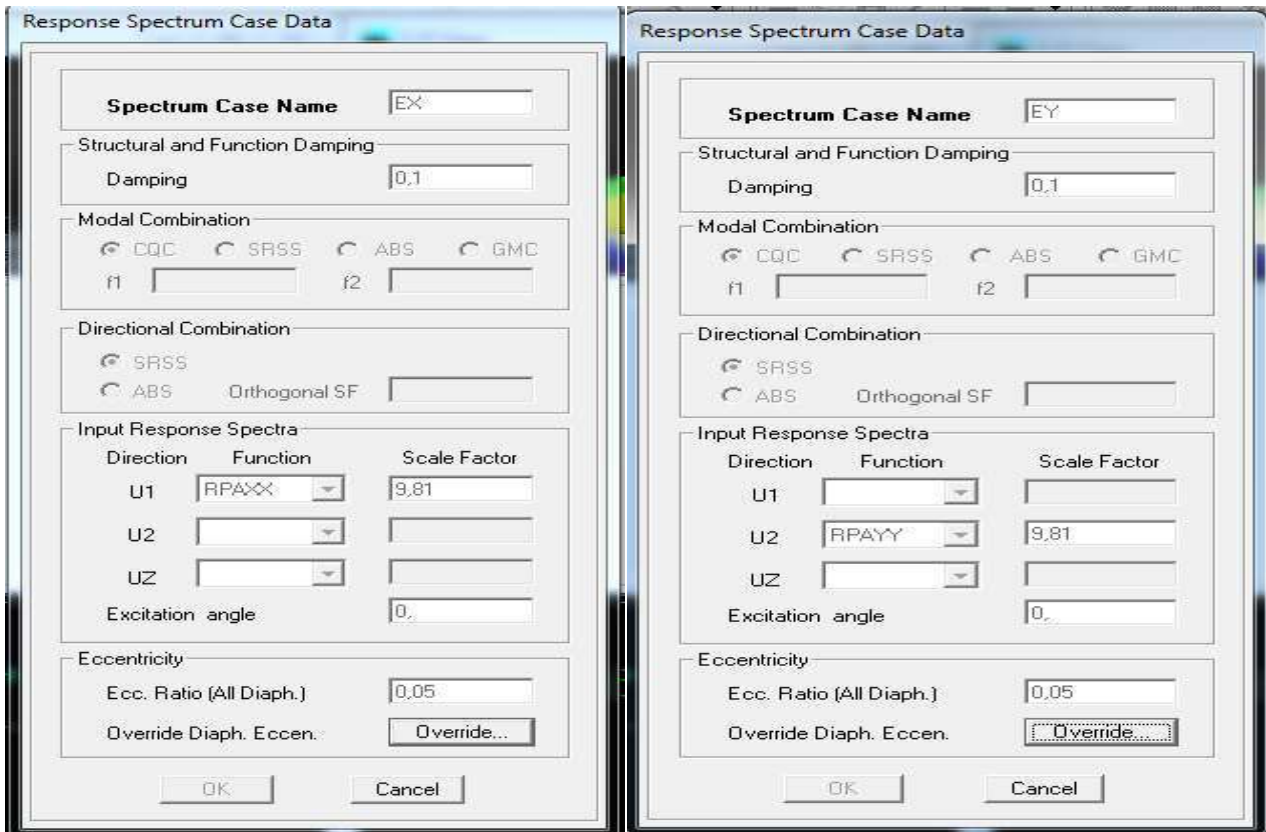 Response Spectrum Case Data
Spectrum Case Name EX
Structural and Function Damping
Damping 0,1
Modal Combination
CQC SRSS ABS GMC
f1 f2
Directional Combination
SRSS
ABS Orthogonal SF
Input Response Spectra
Direction Function Scale Factor
U1 RPAXX 9,81
U2
UZ
Excitation angle 0,
Eccentricity
Ecc. Ratio (All Diaph.) 0,05
Override Diaph. Eccen. Override...
OK Cancel
Response Spectrum Case Data
Spectrum Case Name EY
Structural and Function Damping
Damping 0,1
Modal Combination
CQC SRSS ABS GMC
f1 f2
Directional Combination
SRSS
ABS Orthogonal SF
Input Response Spectra
Direction Function Scale Factor
U1
U2 RPAYY 9,81
UZ
Excitation angle 0,
Eccentricity
Ecc. Ratio (All Diaph.) 0,05
Override Diaph. Eccen. Override...
OK Cancel